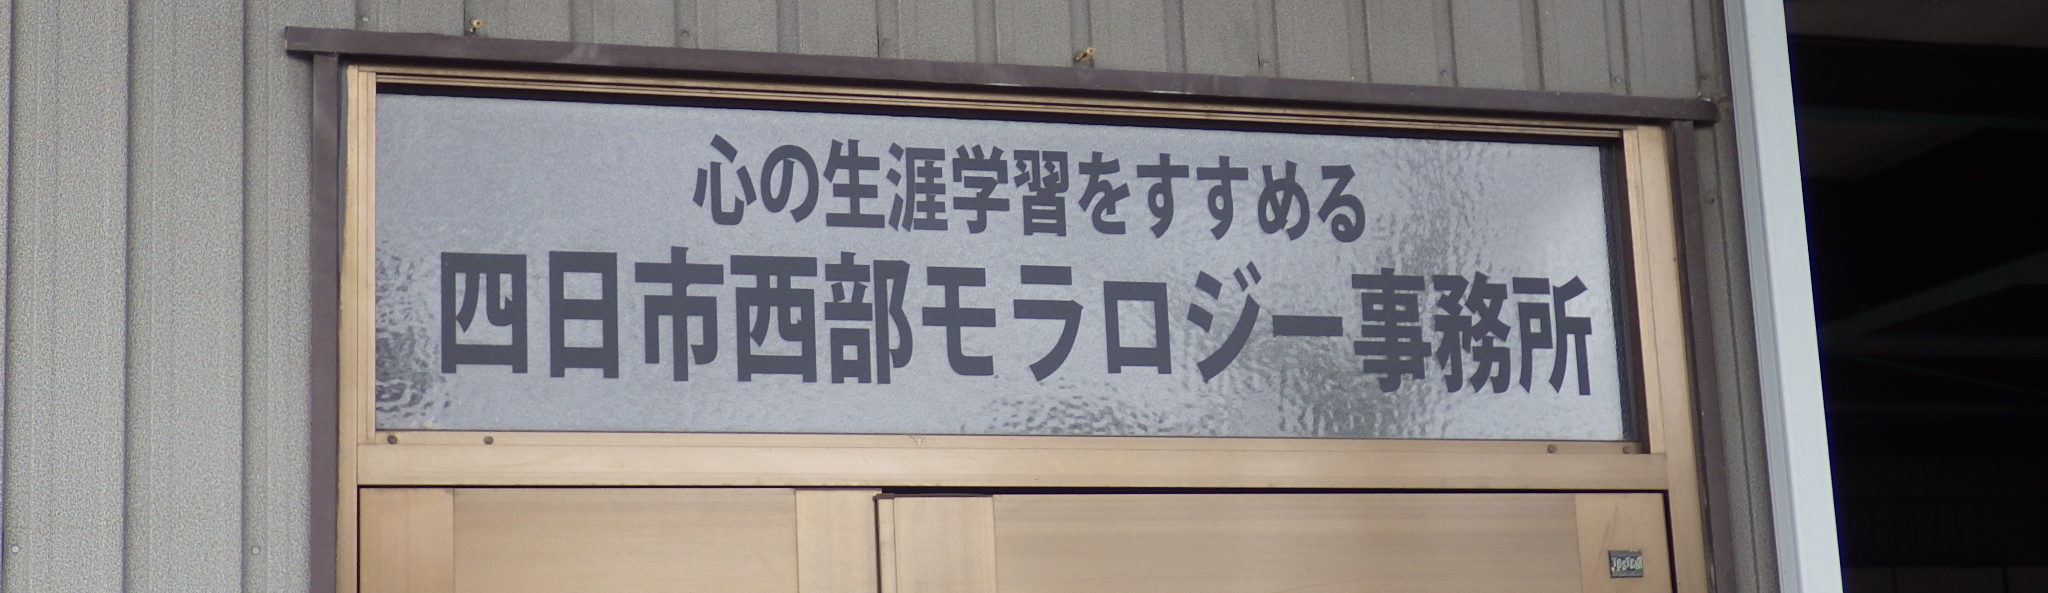 心の生涯学習をすすめる
四日市西部モラロジー事務所